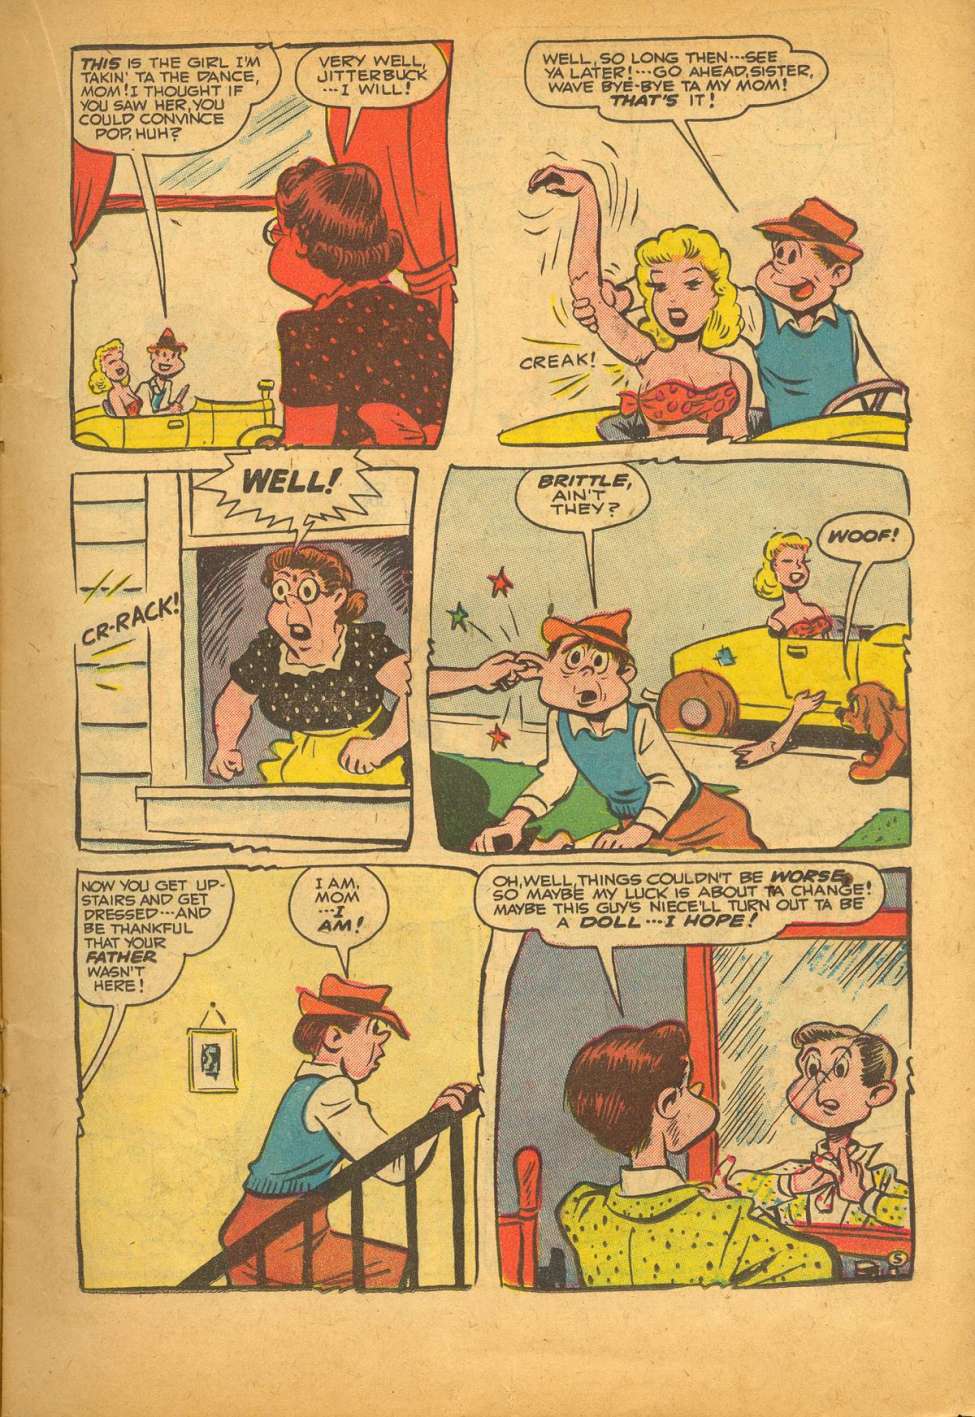 THIS IS THE GIRL I'M
TAKIN' TA THE DANCE,
MOM! I THOUGHT IF
YOU SAW HER, YOU
COULD CONVINCE
POP, HUH?
VERY WELL,
JITTERBUCK
...I WILL!
WELL, SO LONG THEN...SEE
YA LATER!...GO AHEAD, SISTER,
WAVE BYE-BYE TA MY MOM!
THAT'S IT!
CREAK!
WELL!
CR-RACK!
BRITTLE,
AIN'T
THEY?
WOOF!
NOW YOU GET UP-
STAIRS AND GET
DRESSED...AND
BE THANKFUL
THAT YOUR
FATHER
WASN'T
HERE!
I AM,
MOM
...I
AM!
OH, WELL, THINGS COULDN'T BE WORSE,
SO MAYBE MY LUCK IS ABOUT TA CHANGE!
MAYBE THIS GUY'S NIECE'LL TURN OUT TA BE
A DOLL...I HOPE!
5